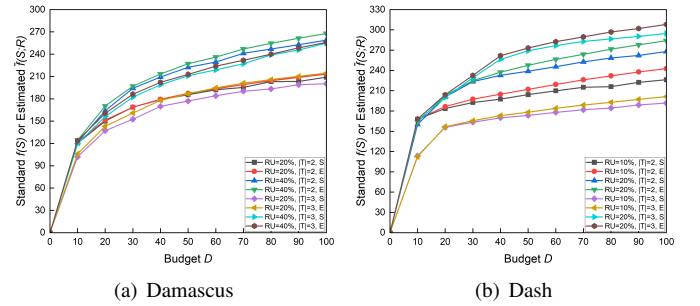 Standard f(S) or Estimated f̃(S;R)
300
270
240
210
180
150
120
90
60
30
0
0 10 20 30 40 50 60 70 80 90 100
Budget D
RU=20%, |T|=2, S
RU=20%, |T|=2, E
RU=40%, |T|=2, S
RU=40%, |T|=2, E
RU=20%, |T|=3, S
RU=20%, |T|=3, E
RU=40%, |T|=3, S
RU=40%, |T|=3, E
(a) Damascus
Standard f(S) or Estimated f̃(S;R)
330
300
270
240
210
180
150
120
90
60
30
0
0 10 20 30 40 50 60 70 80 90 100
Budget D
RU=10%, |T|=2, S
RU=10%, |T|=2, E
RU=20%, |T|=2, S
RU=20%, |T|=2, E
RU=10%, |T|=3, S
RU=10%, |T|=3, E
RU=20%, |T|=3, S
RU=20%, |T|=3, E
(b) Dash